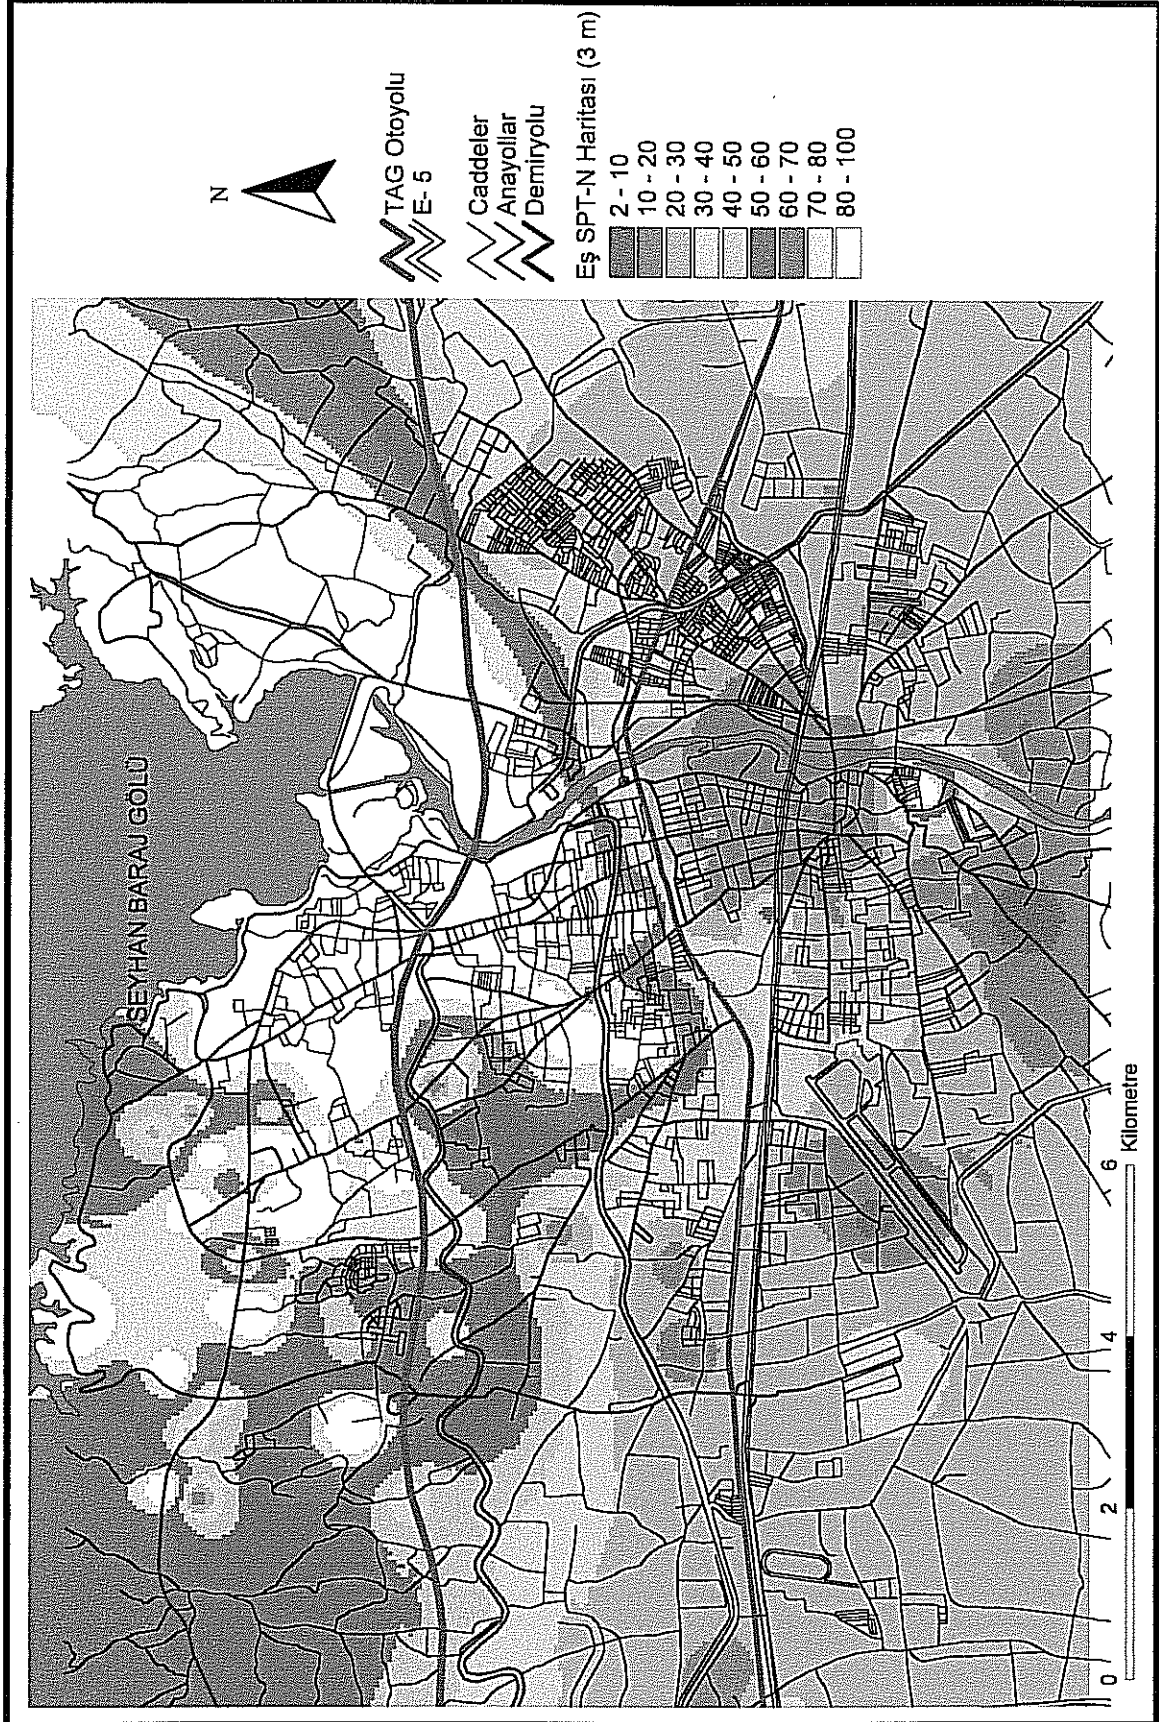 SEYHAN BARAJ GÖLÜ
N
TAG Otoyolu
E- 5
Caddeler
Anayollar
Demiryolu
Eş SPT-N Haritası (3 m)
2 - 10
10 - 20
20 - 30
30 - 40
40 - 50
50 - 60
60 - 70
70 - 80
80 - 100
0 2 4 6 Kilometre